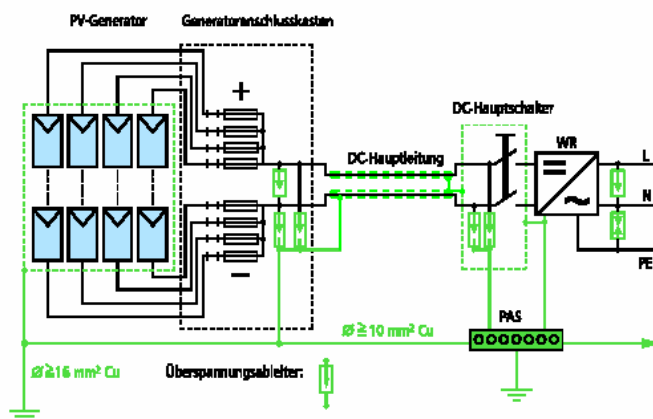 PV-Generator
Generatoranschlusskasten
+
DC-Hauptschalter
WR
L
DC-Hauptleitung
N
–
PE
PAS
Ø ≧ 10 mm² Cu
Ø ≧ 16 mm² Cu
Überspannungsableiter: